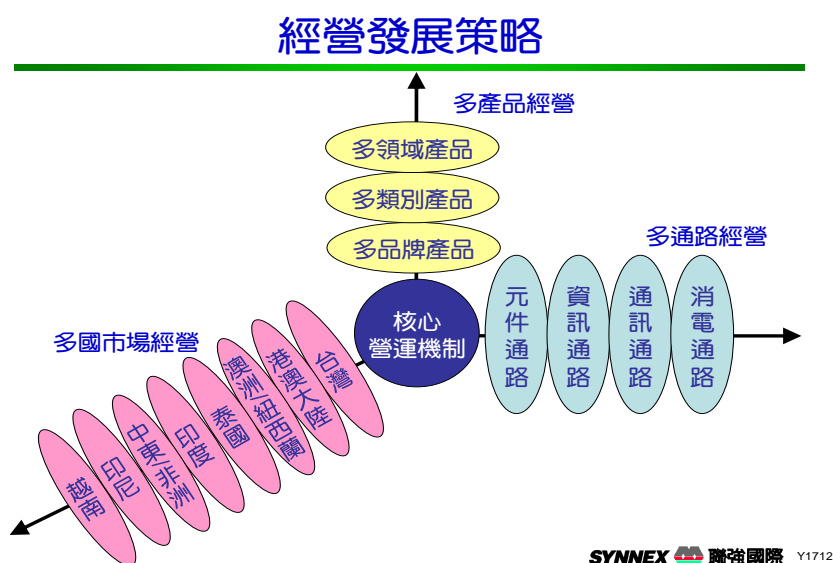 經營發展策略
多產品經營
多領域產品
多類別產品
多品牌產品
多通路經營
元件通路
資訊通路
通訊通路
消電通路
核心
營運機制
多國市場經營
台灣
港澳大陸
澳洲/紐西蘭
泰國
印度
中東/非洲
印尼
越南
SYNNEX 聯強國際 Y1712